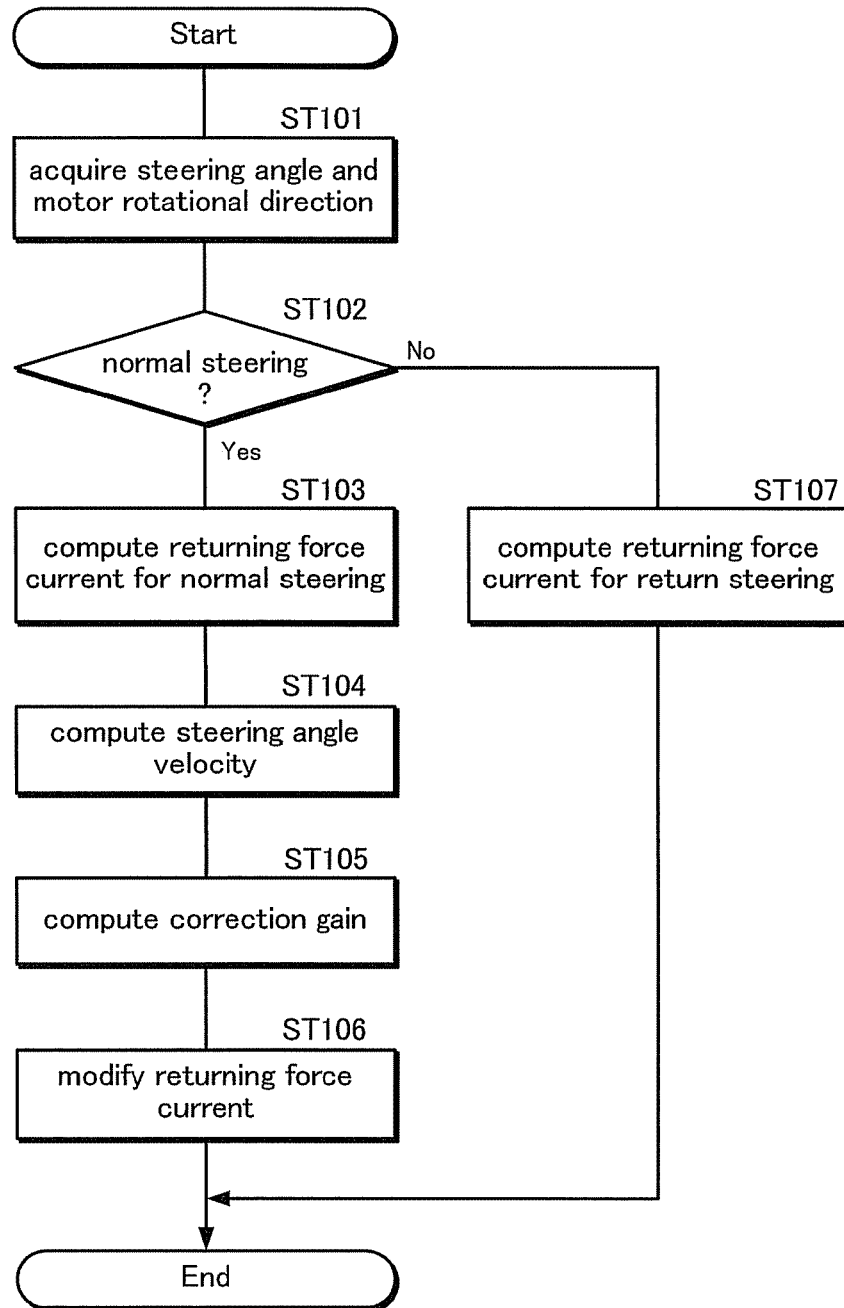 Start
ST101
acquire steering angle and
motor rotational direction
ST102
normal steering
?
No
Yes
ST103
compute returning force
current for normal steering
ST107
compute returning force
current for return steering
ST104
compute steering angle
velocity
ST105
compute correction gain
ST106
modify returning force
current
End